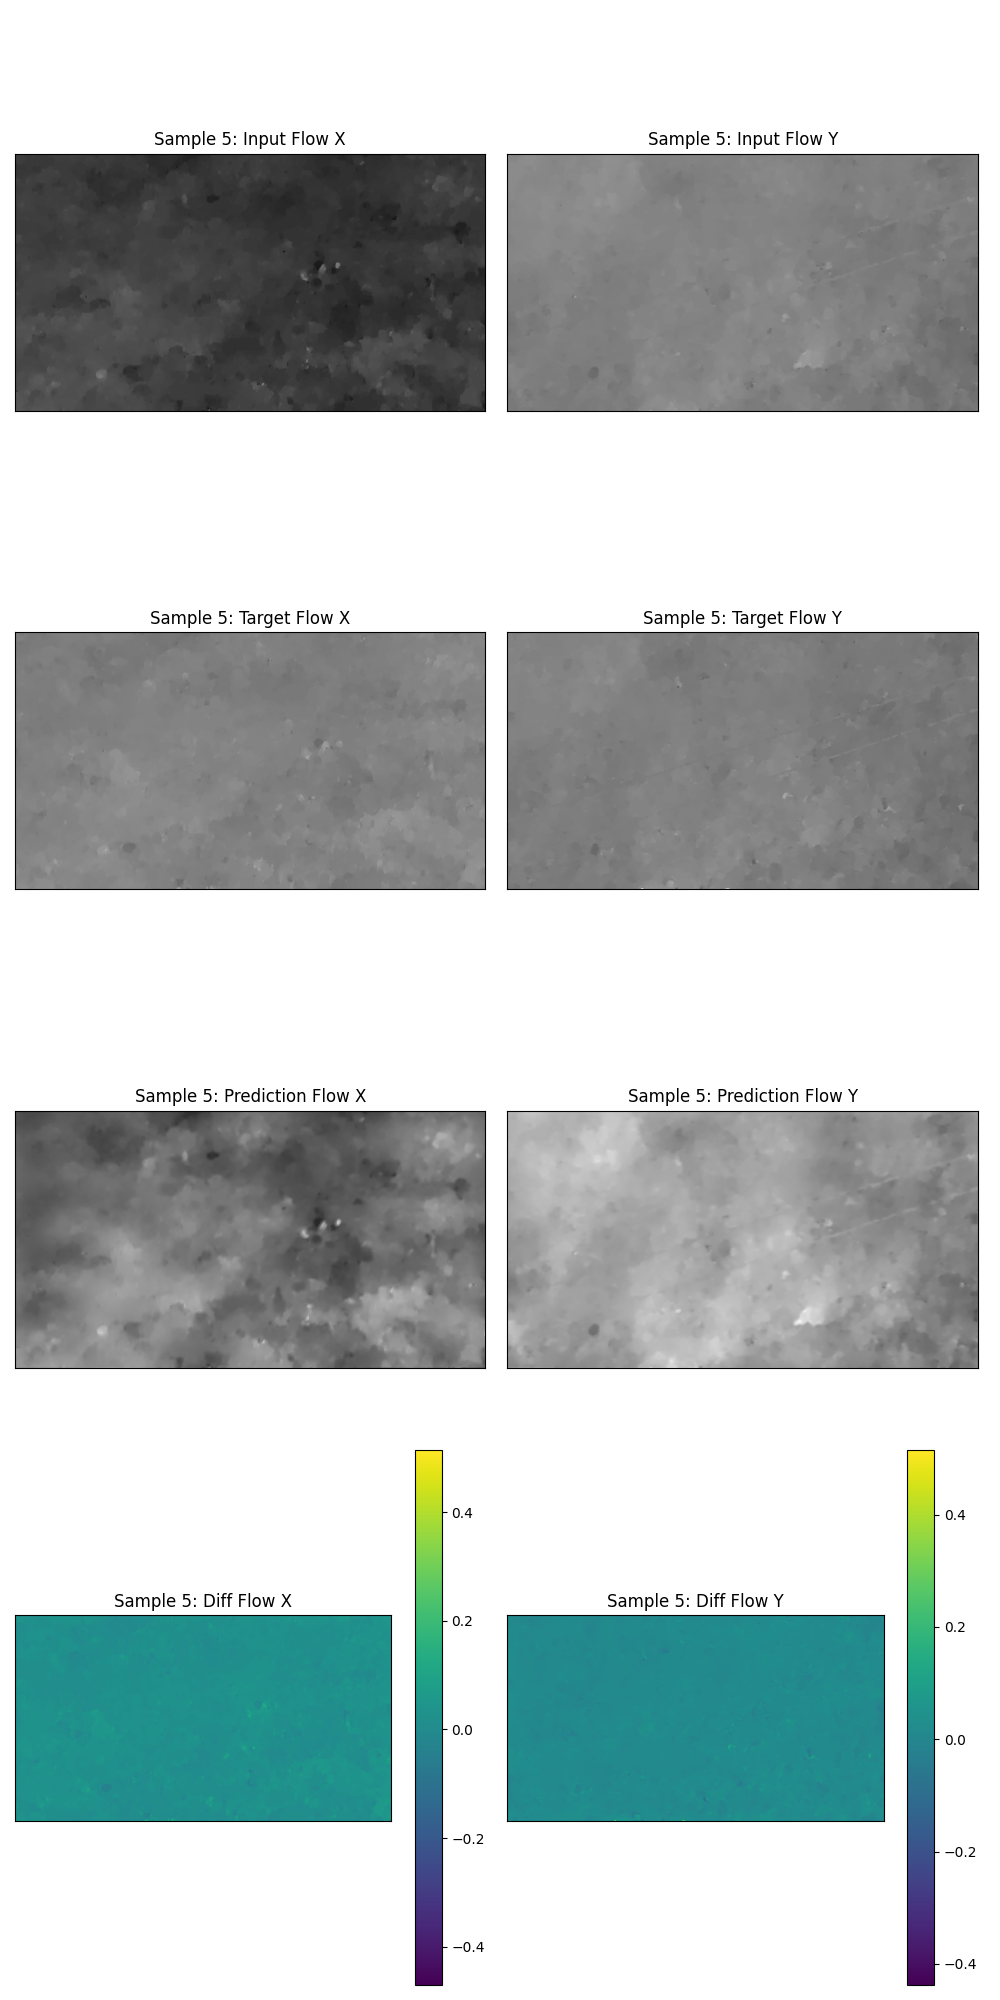 Sample 5: Input Flow X
Sample 5: Input Flow Y
Sample 5: Target Flow X
Sample 5: Target Flow Y
Sample 5: Prediction Flow X
Sample 5: Prediction Flow Y
Sample 5: Diff Flow X
0.4
0.2
0.0
−0.2
−0.4
Sample 5: Diff Flow Y
0.4
0.2
0.0
−0.2
−0.4